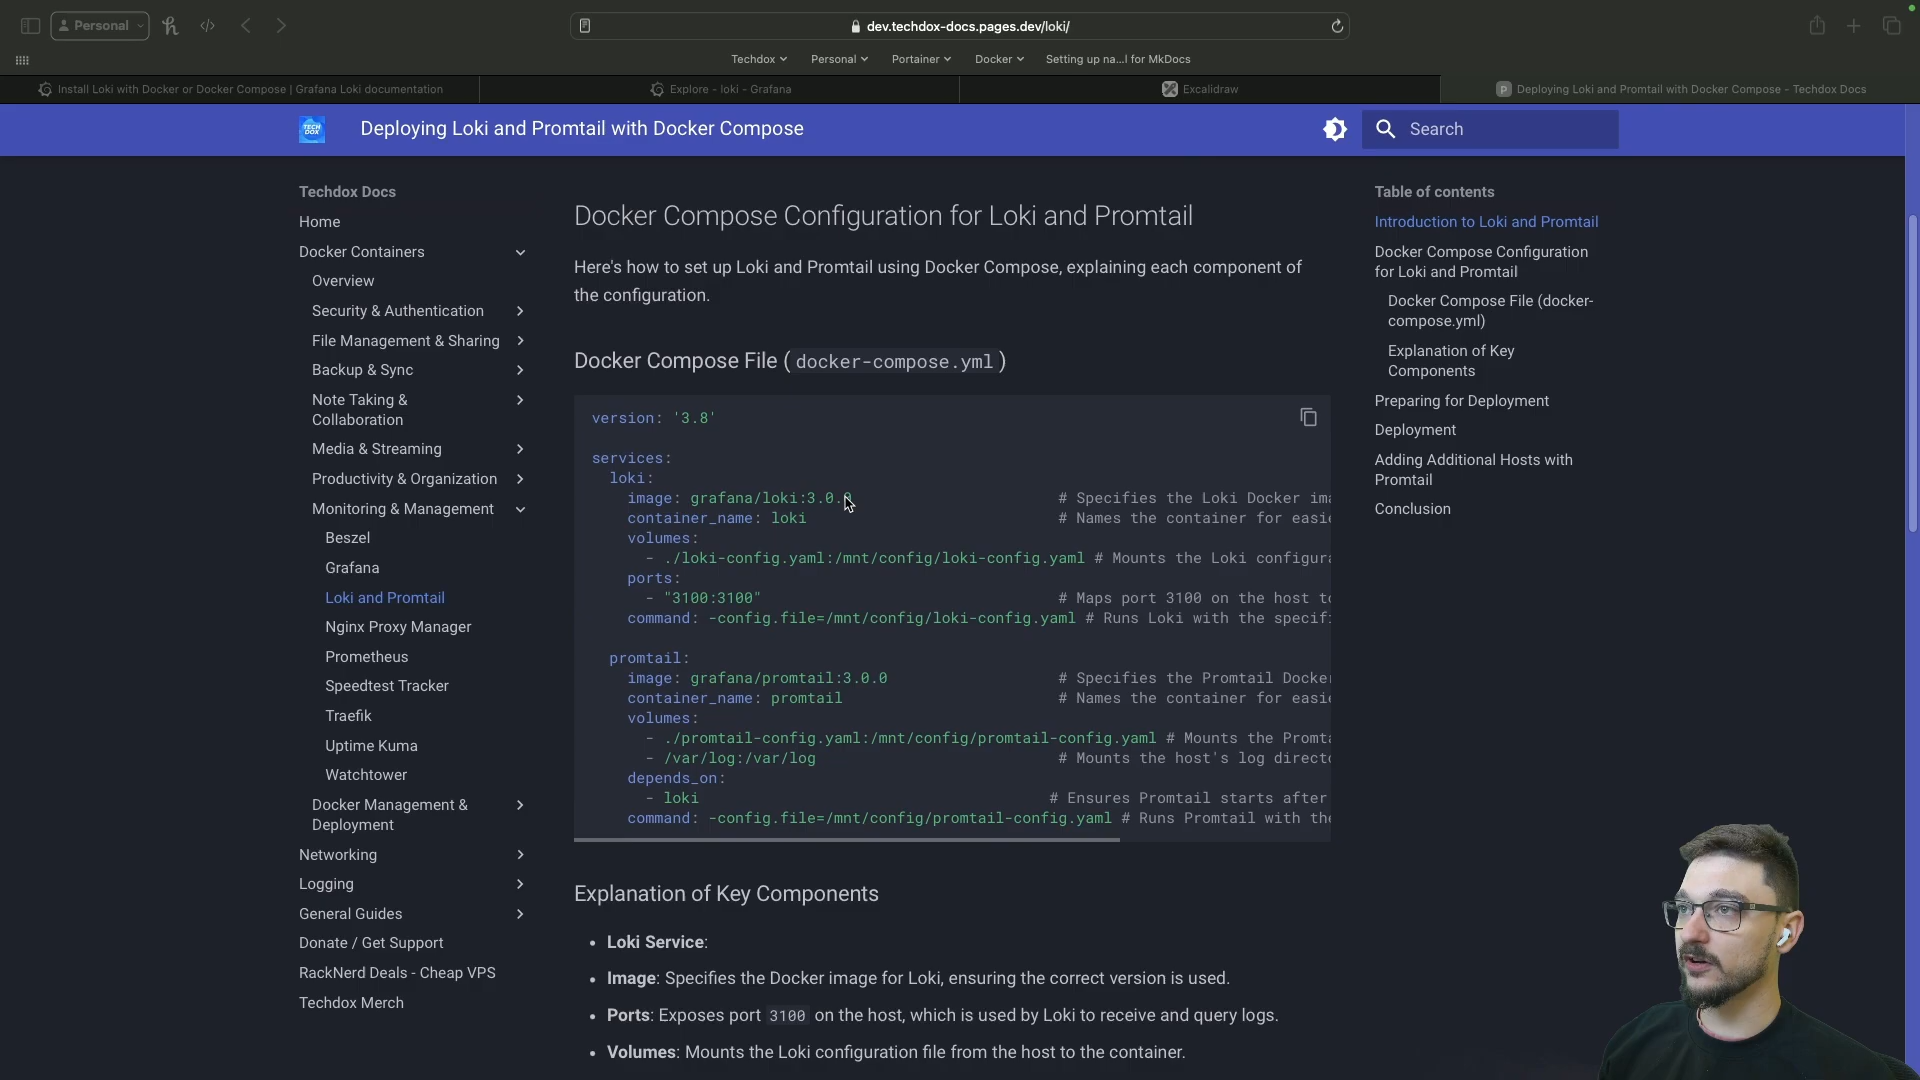 Personal
dev.techdox-docs.pages.dev/loki/
Techdox
Personal
Portainer
Docker
Setting up na...l for MkDocs
Install Loki with Docker or Docker Compose | Grafana Loki documentation
Explore - loki - Grafana
Excalidraw
P
Deploying Loki and Promtail with Docker Compose - Techdox Docs
TECH
DOX
Deploying Loki and Promtail with Docker Compose
Search
Techdox Docs
Home
Docker Containers
Overview
Security & Authentication
File Management & Sharing
Backup & Sync
Note Taking &
Collaboration
Media & Streaming
Productivity & Organization
Monitoring & Management
Beszel
Grafana
Loki and Promtail
Nginx Proxy Manager
Prometheus
Speedtest Tracker
Traefik
Uptime Kuma
Watchtower
Docker Management &
Deployment
Networking
Logging
General Guides
Donate / Get Support
RackNerd Deals - Cheap VPS
Techdox Merch
Docker Compose Configuration for Loki and Promtail
Here's how to set up Loki and Promtail using Docker Compose, explaining each component of
the configuration.
Docker Compose File ( docker-compose.yml )
version: '3.8'
services:
loki:
image: grafana/loki:3.0.0 # Specifies the Loki Docker ima
container_name: loki # Names the container for easie
volumes:
- ./loki-config.yaml:/mnt/config/loki-config.yaml # Mounts the Loki configura
ports:
- "3100:3100" # Maps port 3100 on the host to
command: -config.file=/mnt/config/loki-config.yaml # Runs Loki with the specifi
promtail:
image: grafana/promtail:3.0.0 # Specifies the Promtail Docker
container_name: promtail # Names the container for easie
volumes:
- ./promtail-config.yaml:/mnt/config/promtail-config.yaml # Mounts the Promta
- /var/log:/var/log # Mounts the host's log directo
depends_on:
- loki # Ensures Promtail starts after
command: -config.file=/mnt/config/promtail-config.yaml # Runs Promtail with the
Explanation of Key Components
• Loki Service:
• Image: Specifies the Docker image for Loki, ensuring the correct version is used.
• Ports: Exposes port 3100 on the host, which is used by Loki to receive and query logs.
• Volumes: Mounts the Loki configuration file from the host to the container.
Table of contents
Introduction to Loki and Promtail
Docker Compose Configuration
for Loki and Promtail
Docker Compose File (docker-
compose.yml)
Explanation of Key
Components
Preparing for Deployment
Deployment
Adding Additional Hosts with
Promtail
Conclusion